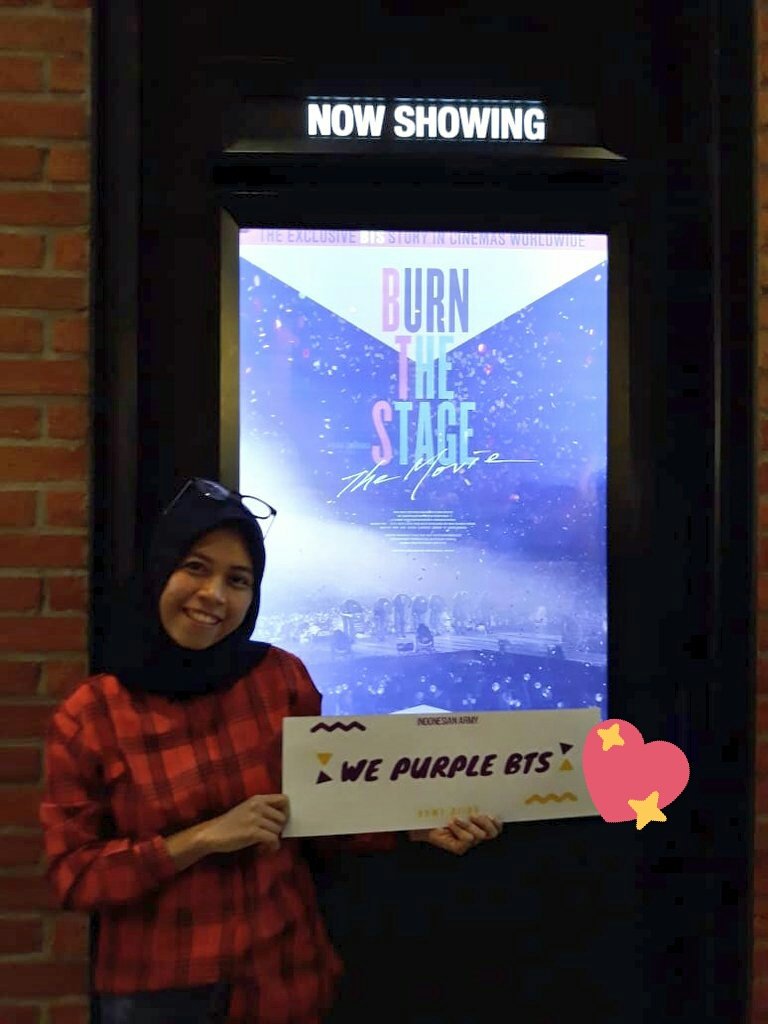 NOW SHOWING
THE EXCLUSIVE BTS STORY IN CINEMAS WORLDWIDE
BURN
THE
STAGE
The Movie
INDONESIAN ARMY
WE PURPLE BTS